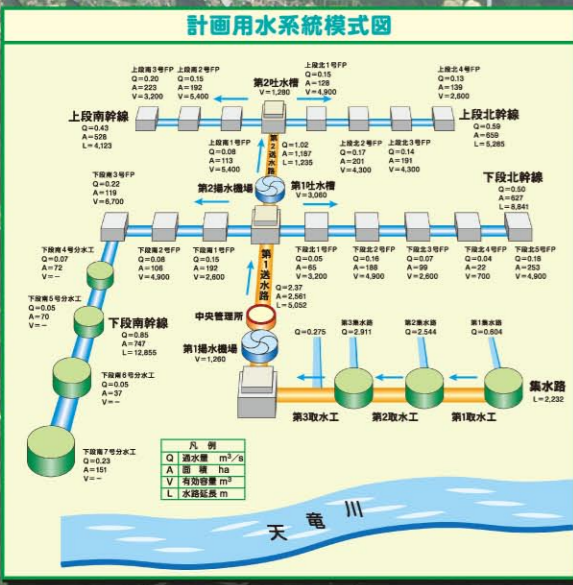 計画用水系統模式図
上段南3号FP
Q=0.20
A=223
V=3,200
上段南2号FP
Q=0.15
A=192
V=5,400
第2吐水槽
V=1,280
上段北1号FP
Q=0.15
A=128
V=4,900
上段北4号FP
Q=0.13
A=139
V=2,600
上段南幹線
Q=0.43
A=528
L=4,123
上段南1号FP
Q=0.08
A=113
V=5,400
第2送水路
Q=1.02
A=1,187
L=1,235
上段北2号FP
Q=0.17
A=201
V=4,300
上段北3号FP
Q=0.14
A=191
V=4,300
上段北幹線
Q=0.59
A=659
L=5,265
下段南3号FP
Q=0.22
A=119
V=6,700
第2揚水機場
第1吐水槽
V=3,060
下段北幹線
Q=0.50
A=627
L=8,841
下段南4号分水工
Q=0.07
A=72
V=-
下段南2号FP
Q=0.08
A=106
V=4,900
下段南1号FP
Q=0.15
A=192
V=2,600
第1送水路
下段北1号FP
Q=0.05
A=65
V=3,200
下段北2号FP
Q=0.16
A=188
V=4,900
下段北3号FP
Q=0.07
A=99
V=2,600
下段北4号FP
Q=0.04
A=22
V=700
下段北5号FP
Q=0.18
A=253
V=4,900
Q=2.37
A=2,561
L=5,052
下段南5号分水工
Q=0.05
A=70
V=-
下段南幹線
Q=0.85
A=747
L=12,855
中央管理所
第1揚水機場
V=1,260
Q=0.275
第3集水路
Q=2.911
第2集水路
Q=2.544
第1集水路
Q=0.604
下段南6号分水工
Q=0.05
A=37
V=-
集水路
L=2,232
第3取水工
第2取水工
第1取水工
下段南7号分水工
Q=0.23
A=151
V=-
凡 例
Q 通水量 m³/s
A 面 積 ha
V 有効容量 m³
L 水路延長 m
天竜川